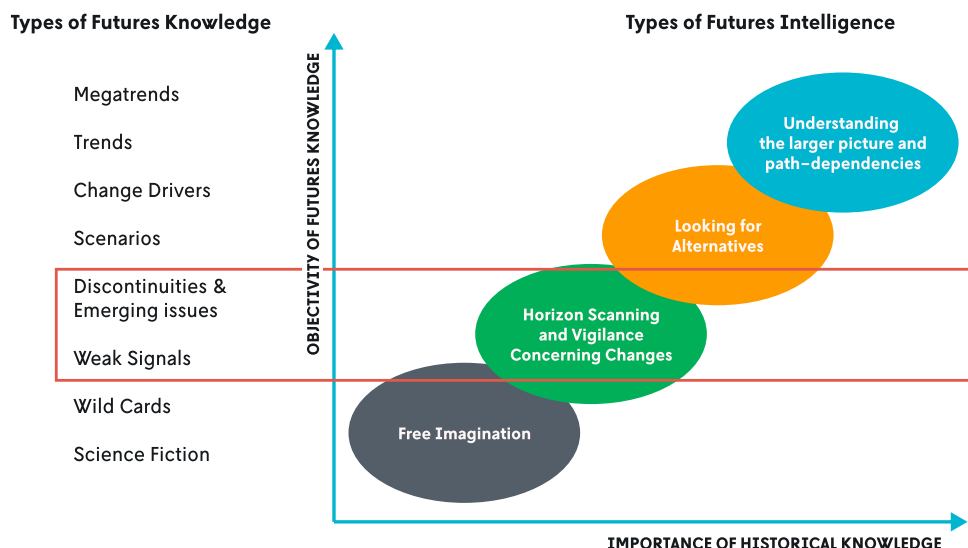 Types of Futures Knowledge
Types of Futures Intelligence
Megatrends
Trends
Change Drivers
Scenarios
Discontinuities &
Emerging issues
Weak Signals
Wild Cards
Science Fiction
OBJECTIVITY OF FUTURES KNOWLEDGE
Understanding
the larger picture and
path-dependencies
Looking for
Alternatives
Horizon Scanning
and Vigilance
Concerning Changes
Free Imagination
IMPORTANCE OF HISTORICAL KNOWLEDGE